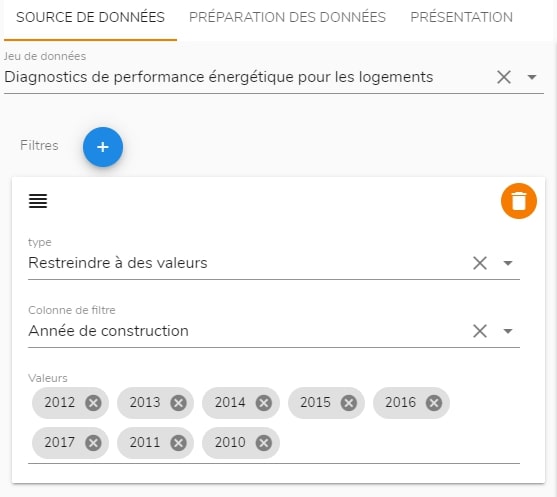 SOURCE DE DONNÉES PRÉPARATION DES DONNÉES PRÉSENTATION
Jeu de données
Diagnostics de performance énergétique pour les logements
Filtres
type
Restreindre à des valeurs
Colonne de filtre
Année de construction
Valeurs
2012 2013 2014 2015 2016
2017 2011 2010